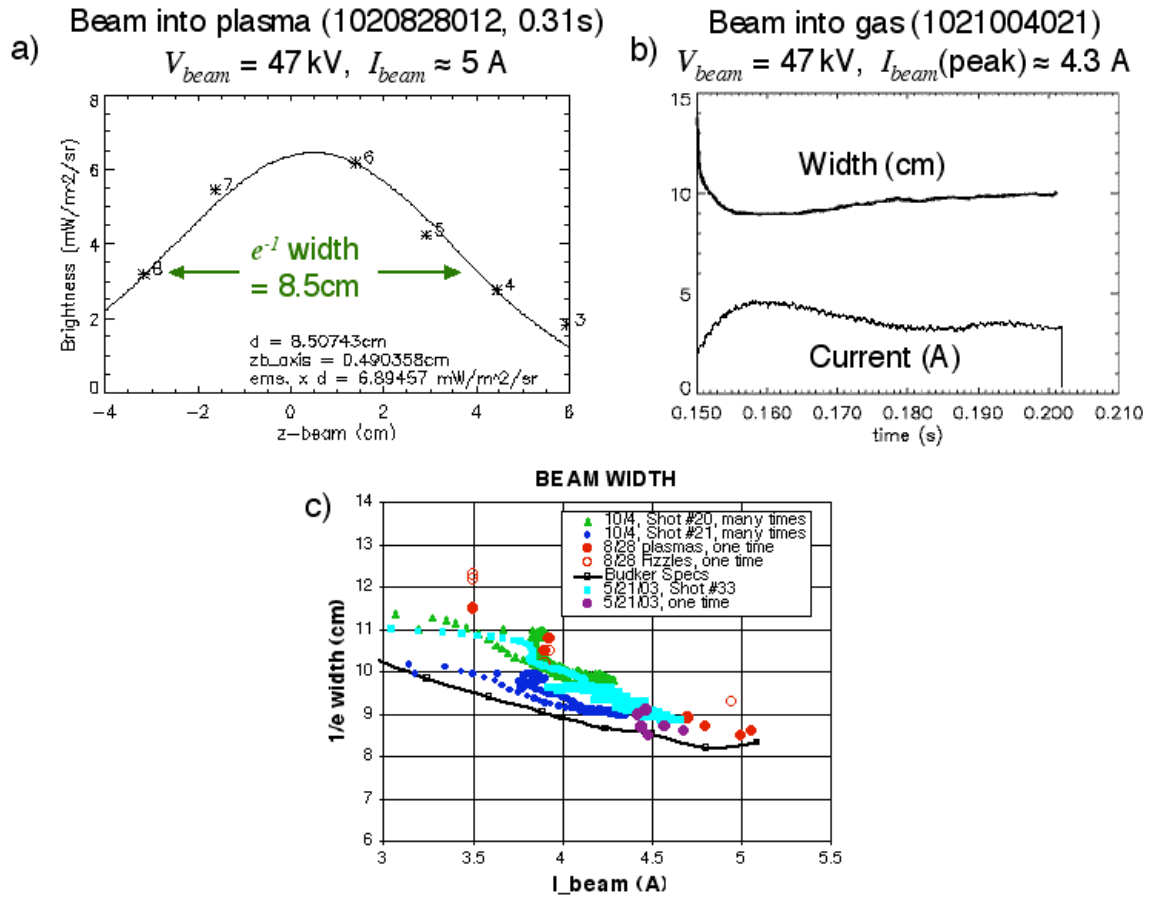 Beam into plasma (1020828012, 0.31s)
a)
V_beam = 47 kV, I_beam ≈ 5 A
8
6
4
2
0
Brightness [mW/m^2/sr]
8
7
6
5
4
3
e^-1 width
= 8.5cm
d = 8.50743cm
zb_axis = 0.490358cm
ems. x d = 6.89457 mW/m^2/sr
-4 -2 0 2 4 6
z-beam (cm)
Beam into gas (1021004021)
b)
V_beam = 47 kV, I_beam(peak) ≈ 4.3 A
15
10
5
0
Width (cm)
Current (A)
0.150 0.160 0.170 0.180 0.190 0.200 0.210
time (s)
c)
BEAM WIDTH
14
13
12
11
10
9
8
7
6
1/e width (cm)
10/4, Shot #20, many times
10/4, Shot #21, many times
8/28 plasmas, one time
8/28 Fizzles, one time
Budker Specs
5/21/03, Shot #33
5/21/03, one time
3 3.5 4 4.5 5 5.5
I_beam (A)